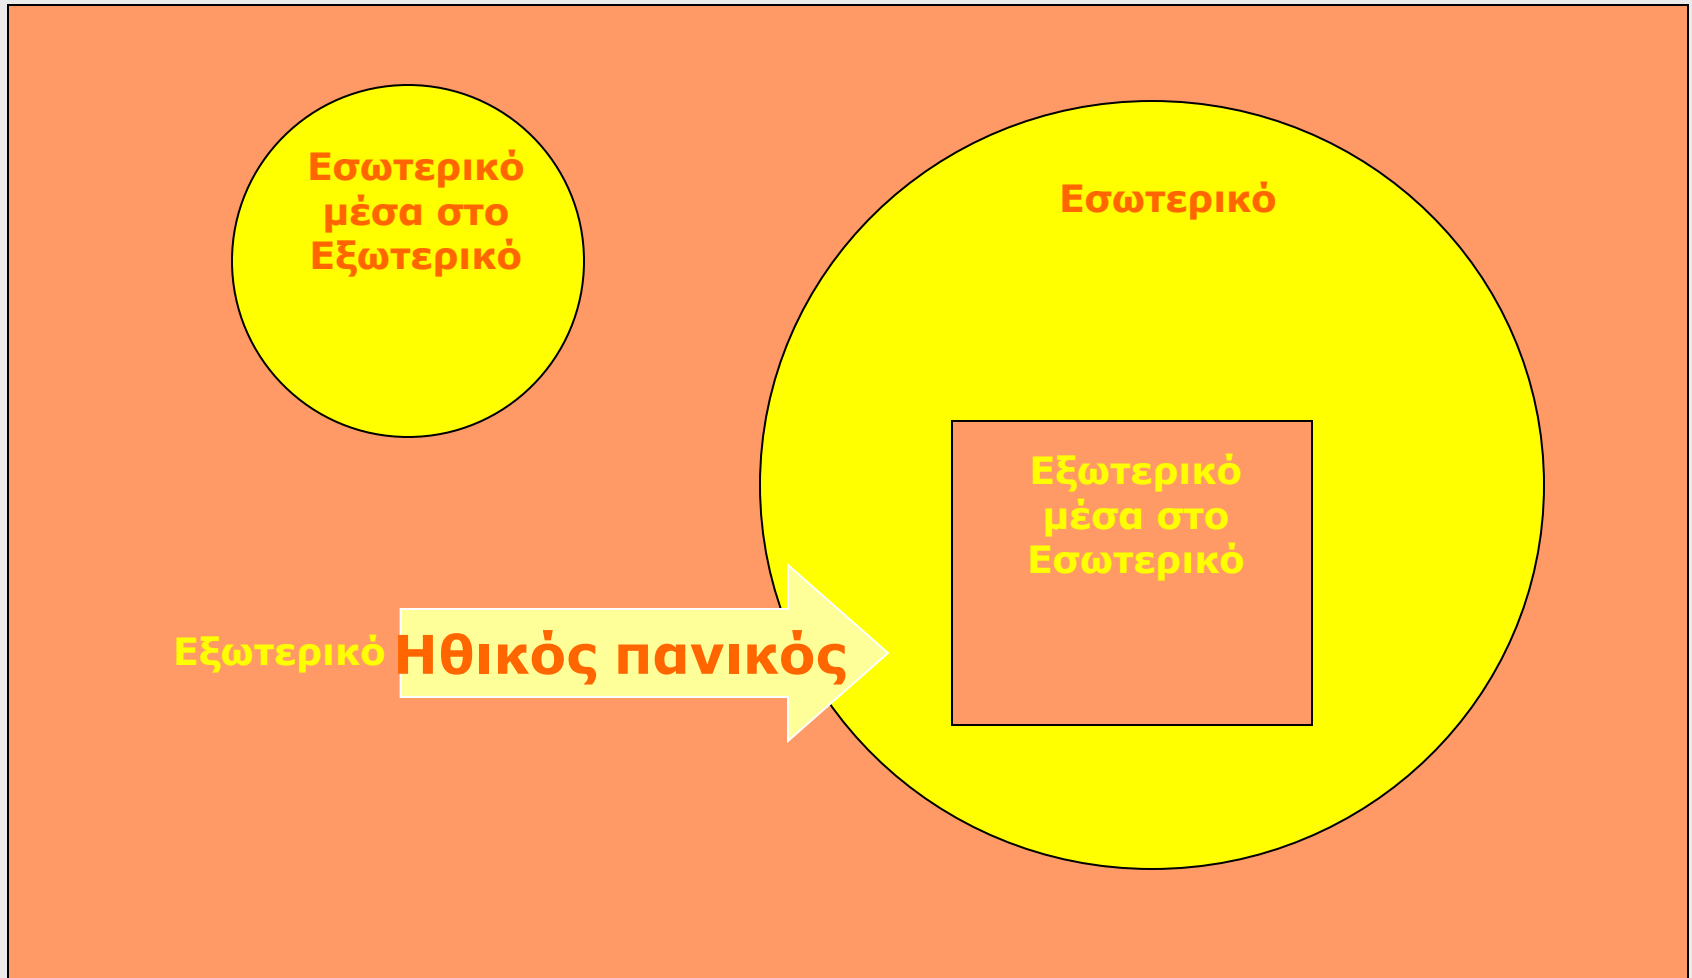 Εσωτερικό
μέσα στο
Εξωτερικό
Εσωτερικό
Εξωτερικό
μέσα στο
Εσωτερικό
Εξωτερικό
Ηθικός πανικός